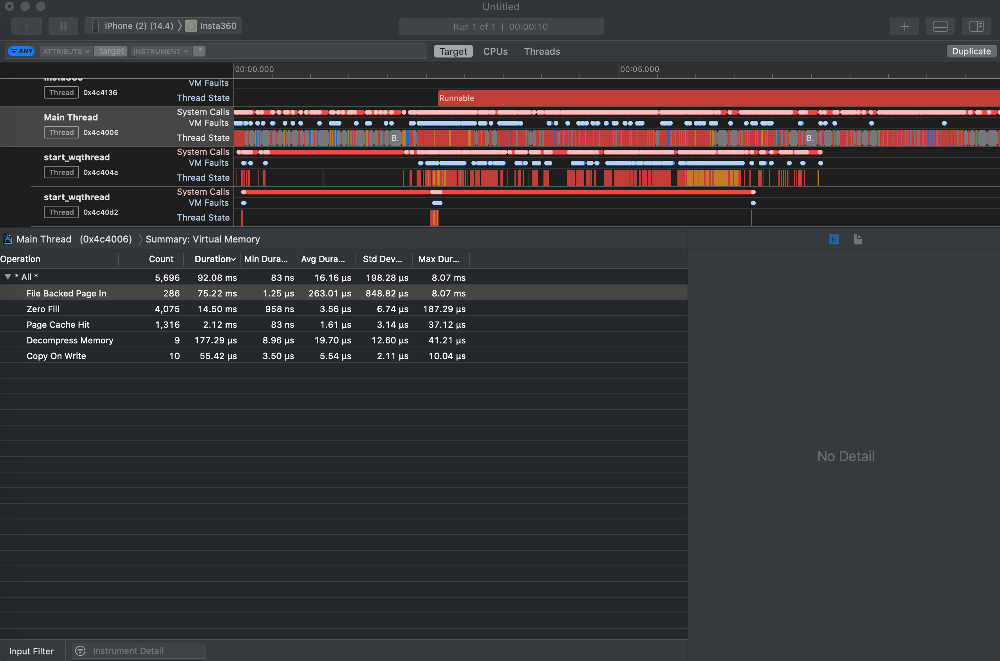 Untitled
iPhone (2) (14.4) 〉 Insta360
Run 1 of 1 | 00:00:10
ANY ATTRIBUTE target INSTRUMENT *
Target CPUs Threads
Duplicate
00:00.000 00:05.000
Insta360
Thread 0x4c4136
VM Faults
Thread State
Runnable
Main Thread
Thread 0x4c4006
System Calls
VM Faults
Thread State
B. B.
start_wqthread
Thread 0x4c404a
System Calls
VM Faults
Thread State
start_wqthread
Thread 0x4c40d2
System Calls
VM Faults
Thread State
Main Thread (0x4c4006) 〉 Summary: Virtual Memory
E
Operation Count Duration Min Dura... Avg Dura... Std Dev... Max Dur...
* All * 5,696 92.08 ms 83 ns 16.16 µs 198.28 µs 8.07 ms
File Backed Page In 286 75.22 ms 1.25 µs 263.01 µs 848.82 µs 8.07 ms
Zero Fill 4,075 14.50 ms 958 ns 3.56 µs 6.74 µs 187.29 µs
Page Cache Hit 1,316 2.12 ms 83 ns 1.61 µs 3.14 µs 37.12 µs
Decompress Memory 9 177.29 µs 8.96 µs 19.70 µs 12.60 µs 41.21 µs
Copy On Write 10 55.42 µs 3.50 µs 5.54 µs 2.11 µs 10.04 µs
No Detail
Input Filter Instrument Detail